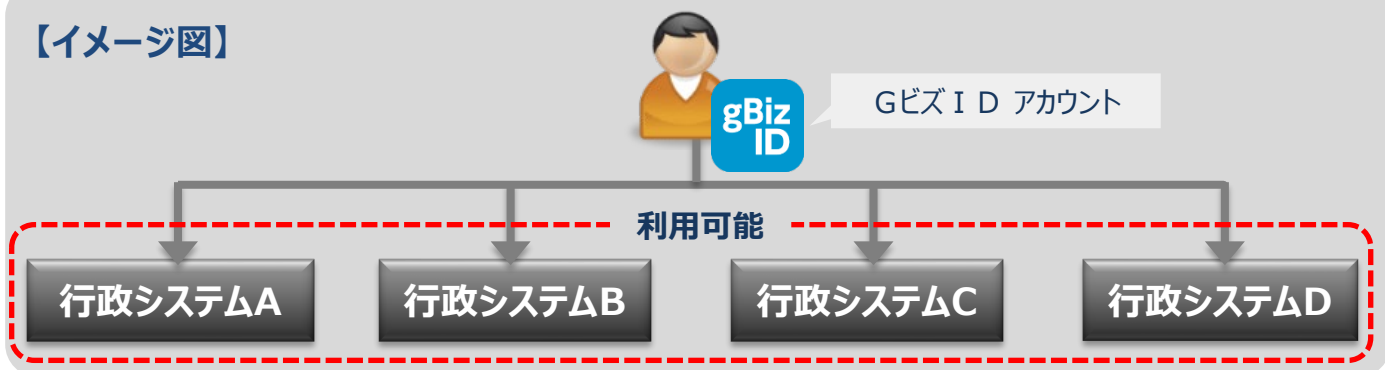 【イメージ図】
gBiz
ID
GビズＩＤ アカウント
利用可能
行政システムA
行政システムB
行政システムC
行政システムD